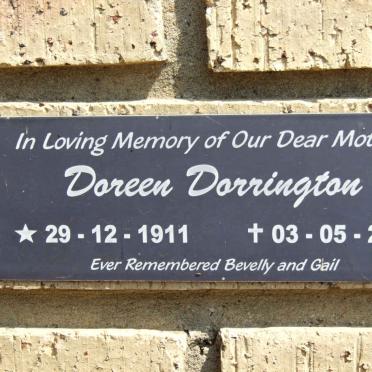 In Loving Memory of Our Dear Mot
Doreen Dorrington
★ 29 - 12 - 1911 ✝ 03 - 05 - 2
Ever Remembered Bevelly and Gail